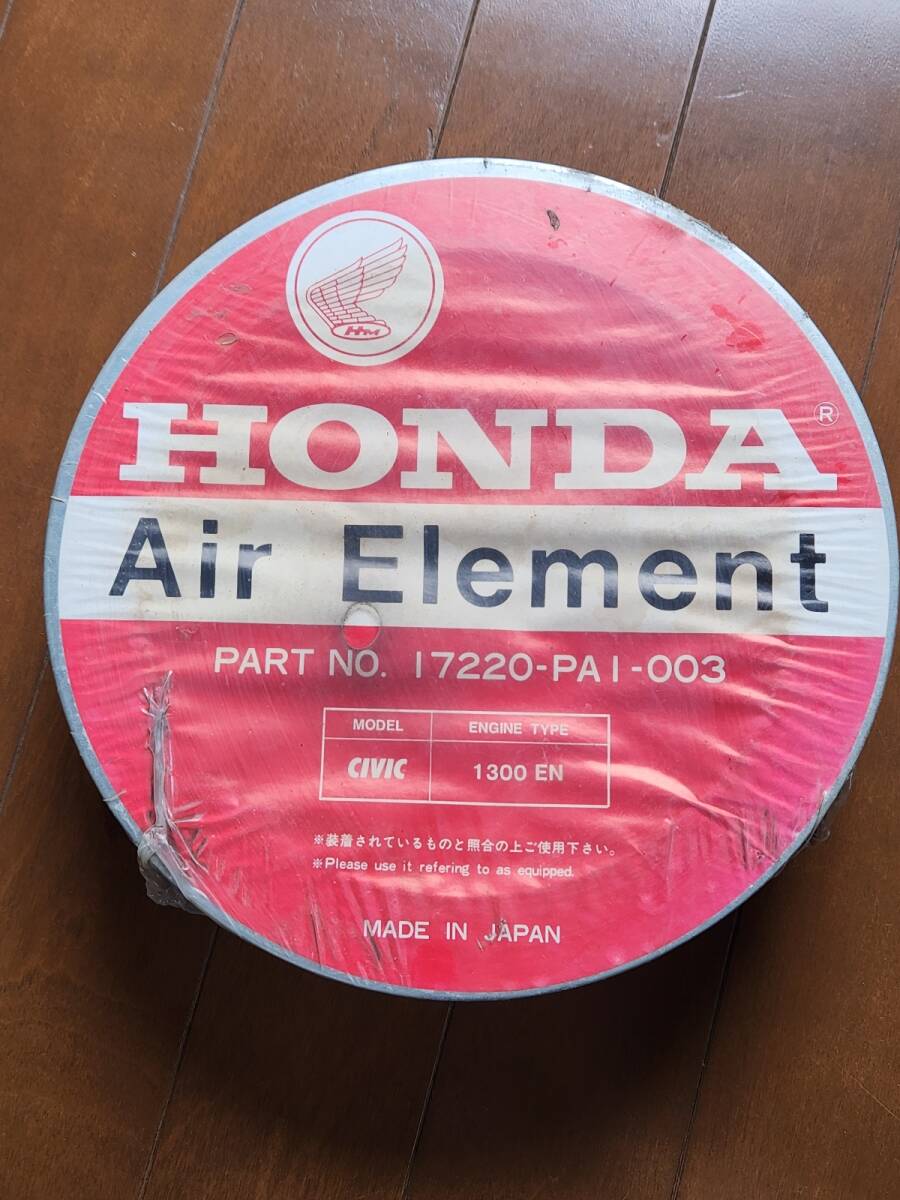 HM
HONDA ®
Air Element
PART NO. 17220-PA1-003
MODEL ENGINE TYPE
CIVIC 1300 EN
※装着されているものと照合の上ご使用下さい。
※Please use it refering to as equipped.
MADE IN JAPAN